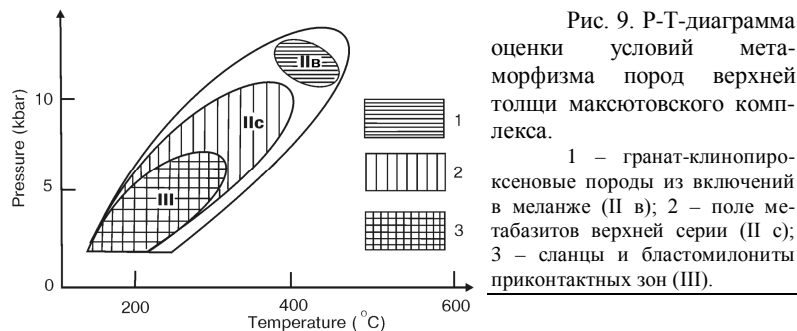 Pressure (kbar)
10
5
0
200
400
600
Temperature (°C)
IIв
IIc
III
1
2
3
Рис. 9. Р-Т-диаграмма
оценки условий мета-
морфизма пород верхней
толщи максютовского комп-
лекса.
1 – гранат-клинопиро-
ксеновые породы из включений
в меланже (II в); 2 – поле ме-
табазитов верхней серии (II с);
3 – сланцы и бластомилониты
приконтактных зон (III).